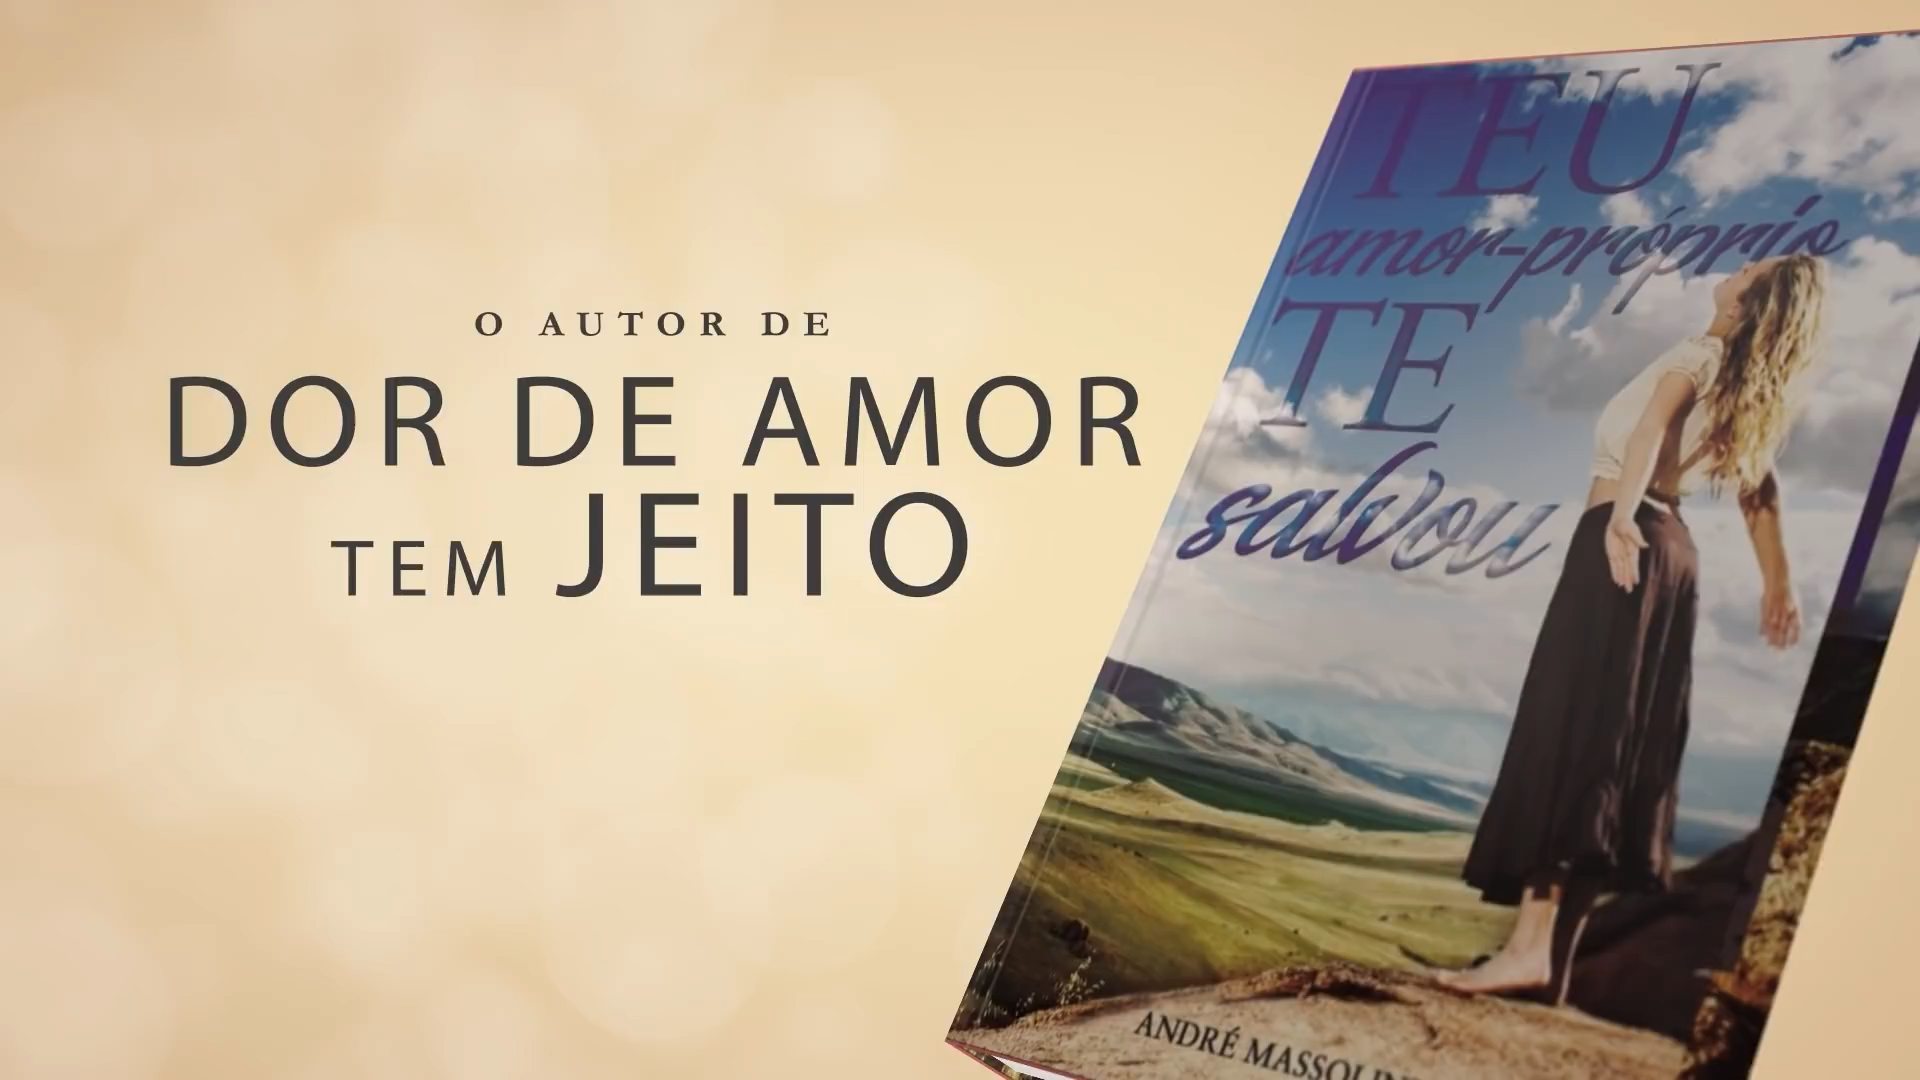 O AUTOR DE
DOR DE AMOR
TEM JEITO
TEU
amor-próprio
TE
salvou
ANDRÉ